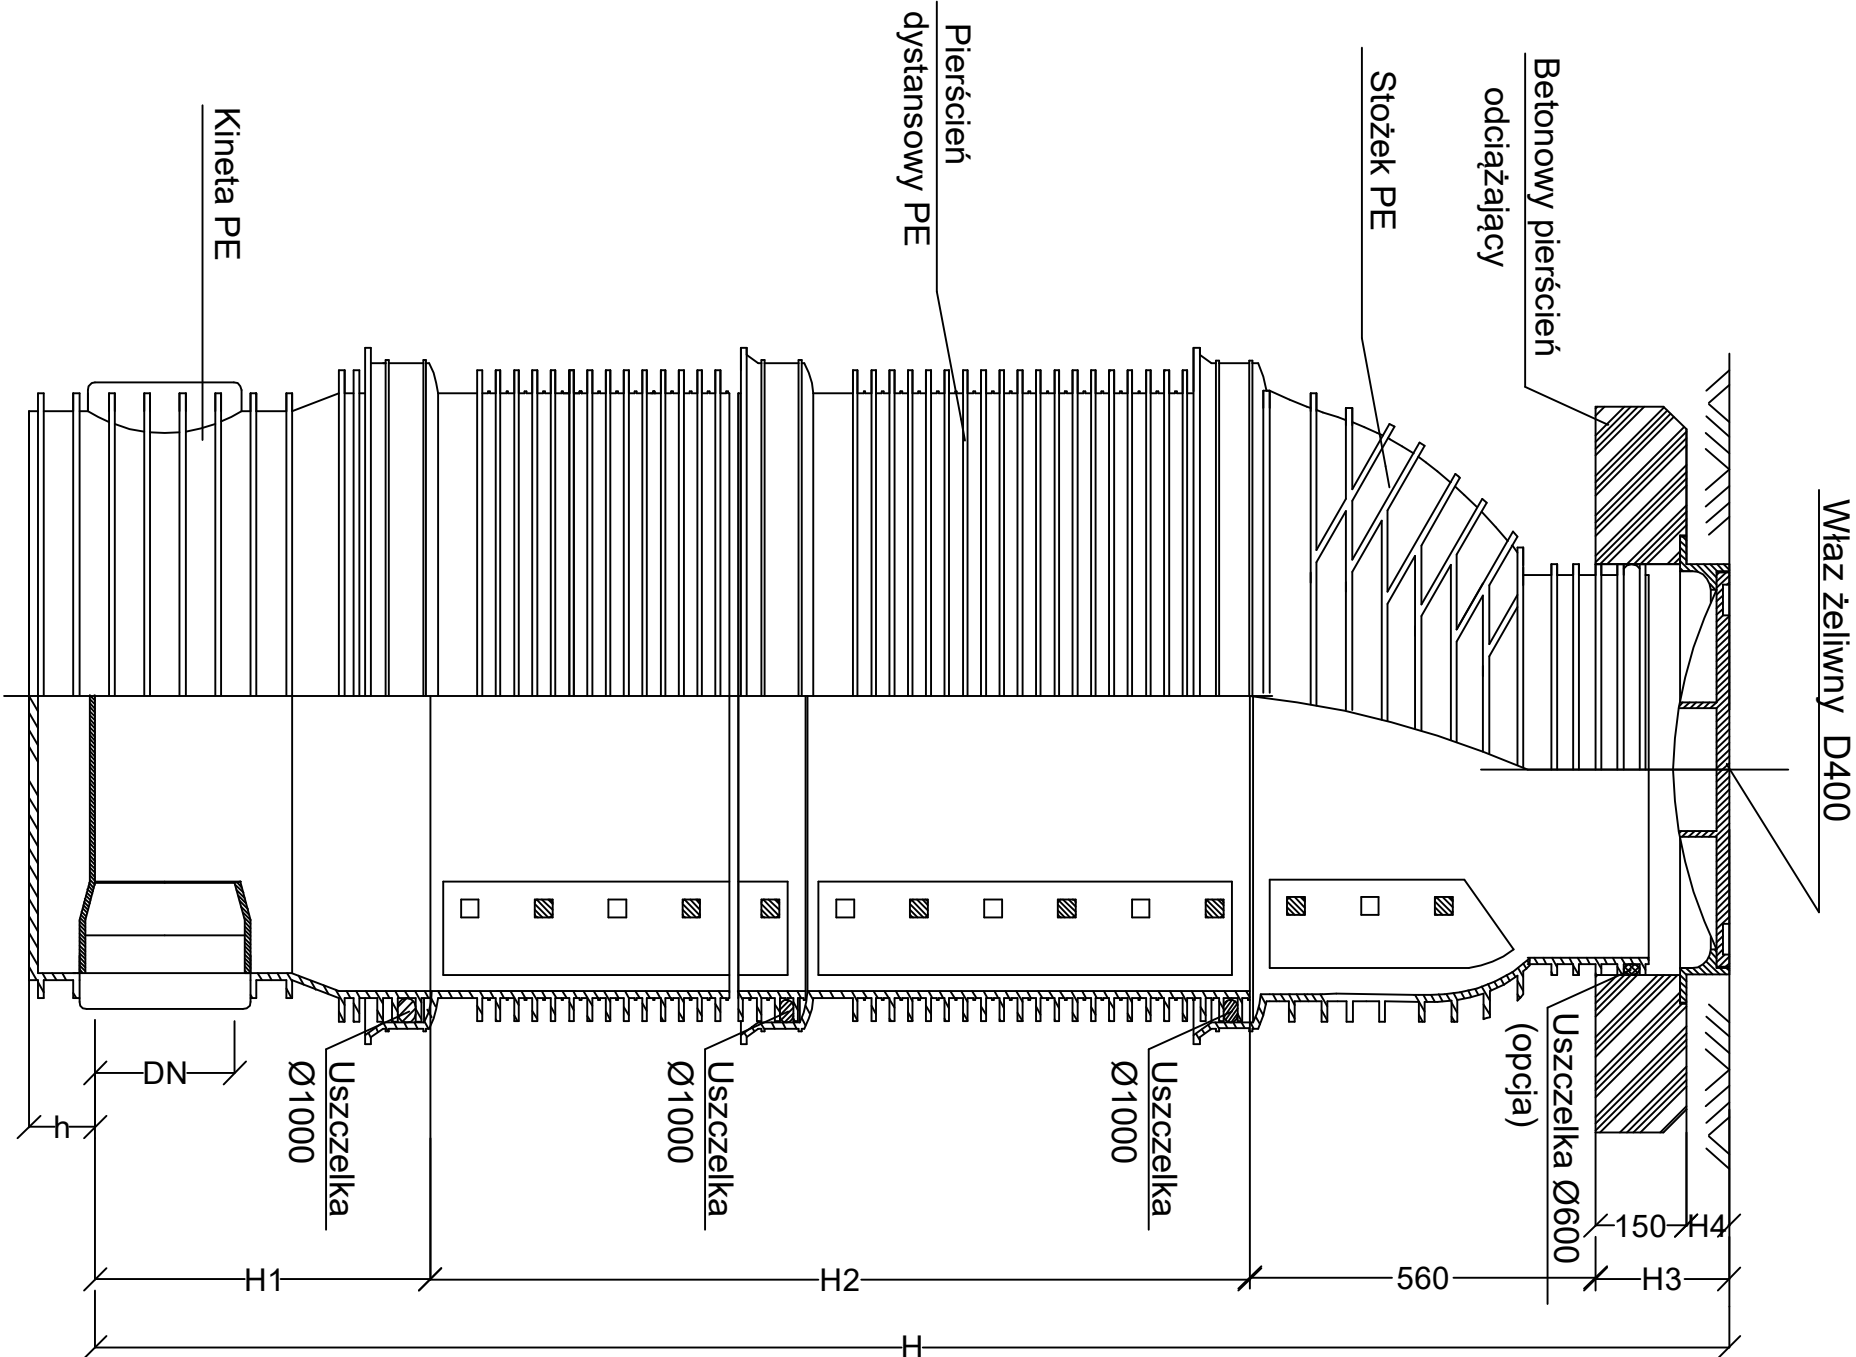 Właz żeliwny D400
Betonowy pierścień
odciążający
Stożek PE
Pierścień
dystansowy PE
Kineta PE
Uszczelka Ø600
(opcja)
Uszczelka
Ø1000
Uszczelka
Ø1000
Uszczelka
Ø1000
DN
h
150
H4
H1
H2
560
H3
H